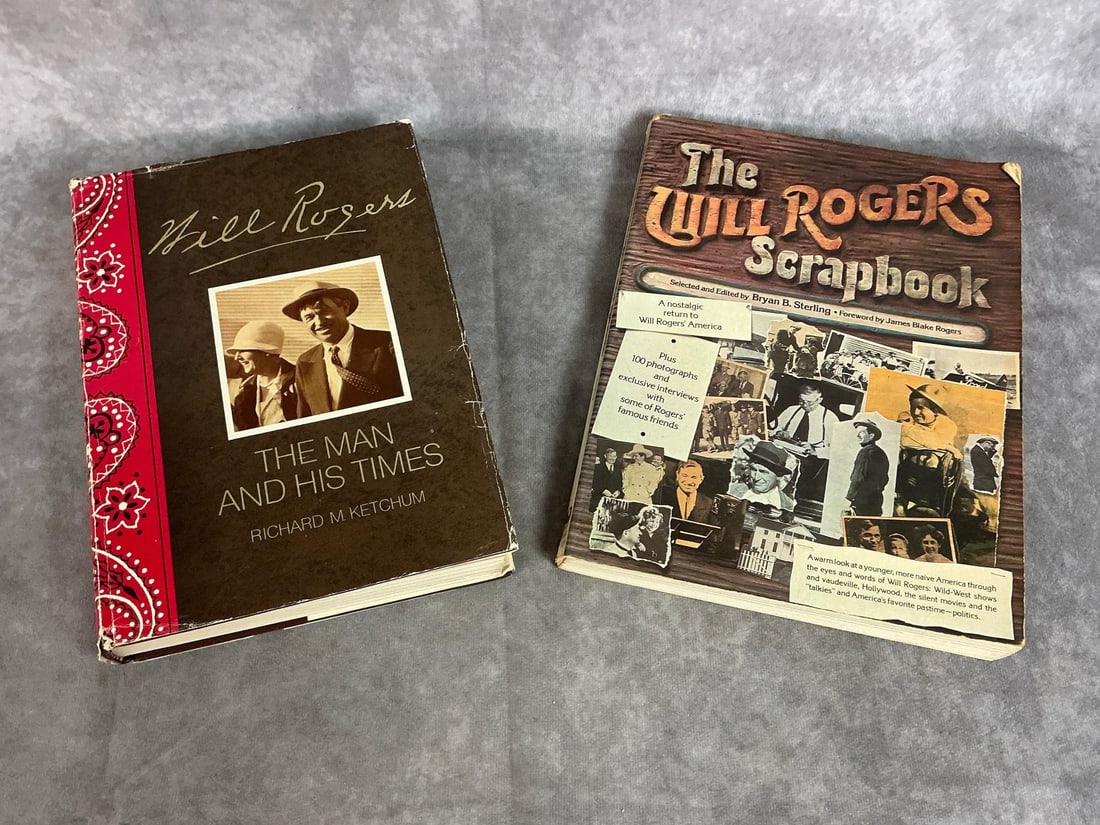 Will Rogers
THE MAN
AND HIS TIMES
RICHARD M. KETCHUM
The
WILL ROGERS
Scrapbook
Selected and Edited by Bryan B. Sterling • Foreword by James Blake Rogers
A nostalgic
return to
Will Rogers' America
Plus
100 photographs
and
exclusive interviews
with
some of Rogers'
famous friends
A warm look at a younger, more naive America through
the eyes and words of Will Rogers: Wild-West shows
and vaudeville, Hollywood, the silent movies and the
"talkies" and America's favorite pastime—politics.